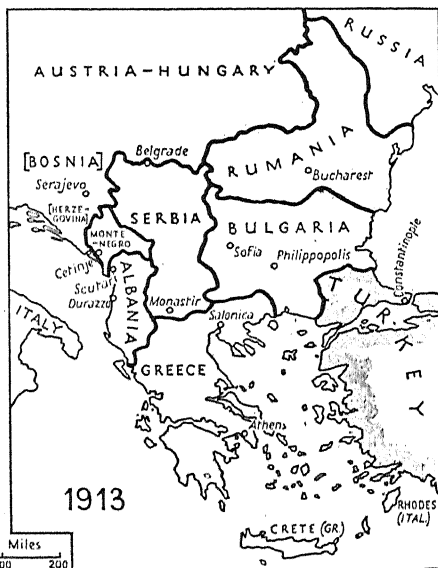 RUSSIA
AUSTRIA–HUNGARY
[BOSNIA]
Belgrade
RUMANIA
Serajevo
Bucharest
[HERZE-
GOVINA]
SERBIA
BULGARIA
MONTE-
NEGRO
Sofia
Philippopolis
Constantinople
Cetinje
Scutari
Durazzo
ALBANIA
Monastir
Salonica
TURKEY
ITALY
GREECE
Athens
1913
RHODES
(ITAL.)
CRETE (GR.)
Miles
200